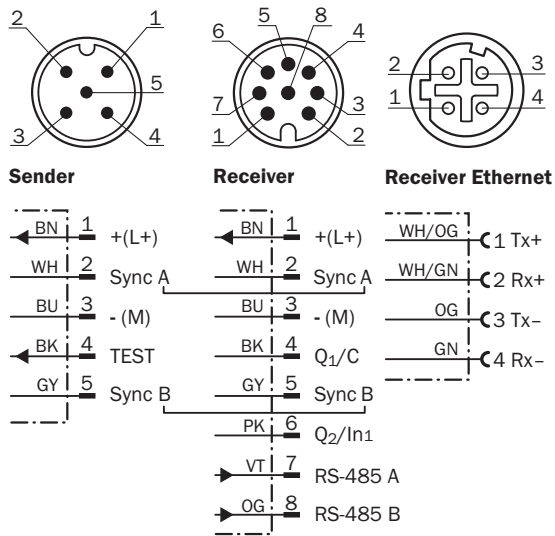 2 1
5
3 4
5 8
6 4
7 3
1 2
2 3
1 4
Sender
BN 1 +(L+)
WH 2 Sync A
BU 3 - (M)
BK 4 TEST
GY 5 Sync B
Receiver
BN 1 +(L+)
WH 2 Sync A
BU 3 - (M)
BK 4 Q1/C
GY 5 Sync B
PK 6 Q2/In1
VT 7 RS-485 A
OG 8 RS-485 B
Receiver Ethernet
WH/OG 1 Tx+
WH/GN 2 Rx+
OG 3 Tx–
GN 4 Rx–